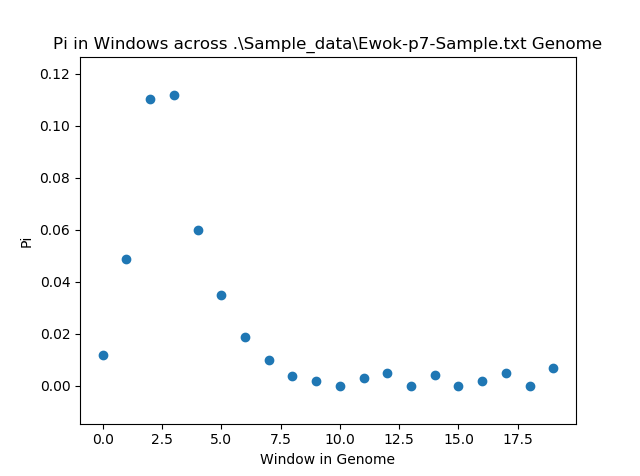 Pi in Windows across .\Sample_data\Ewok-p7-Sample.txt Genome
0.12
0.10
0.08
0.06
0.04
0.02
0.00
Pi
0.0 2.5 5.0 7.5 10.0 12.5 15.0 17.5
Window in Genome